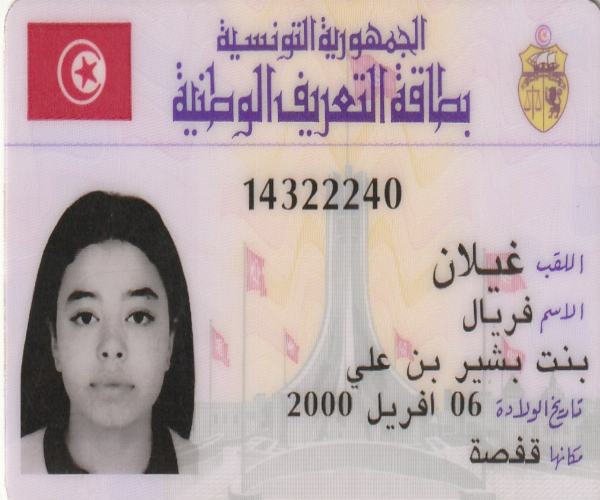 الجمهورية التونسية
بطاقة التعريف الوطنية
14322240
اللقب غيلان
الاسم فريال
بنت بشير بن علي
تاريخ الولادة 06 افريل 2000
مكانها قفصة